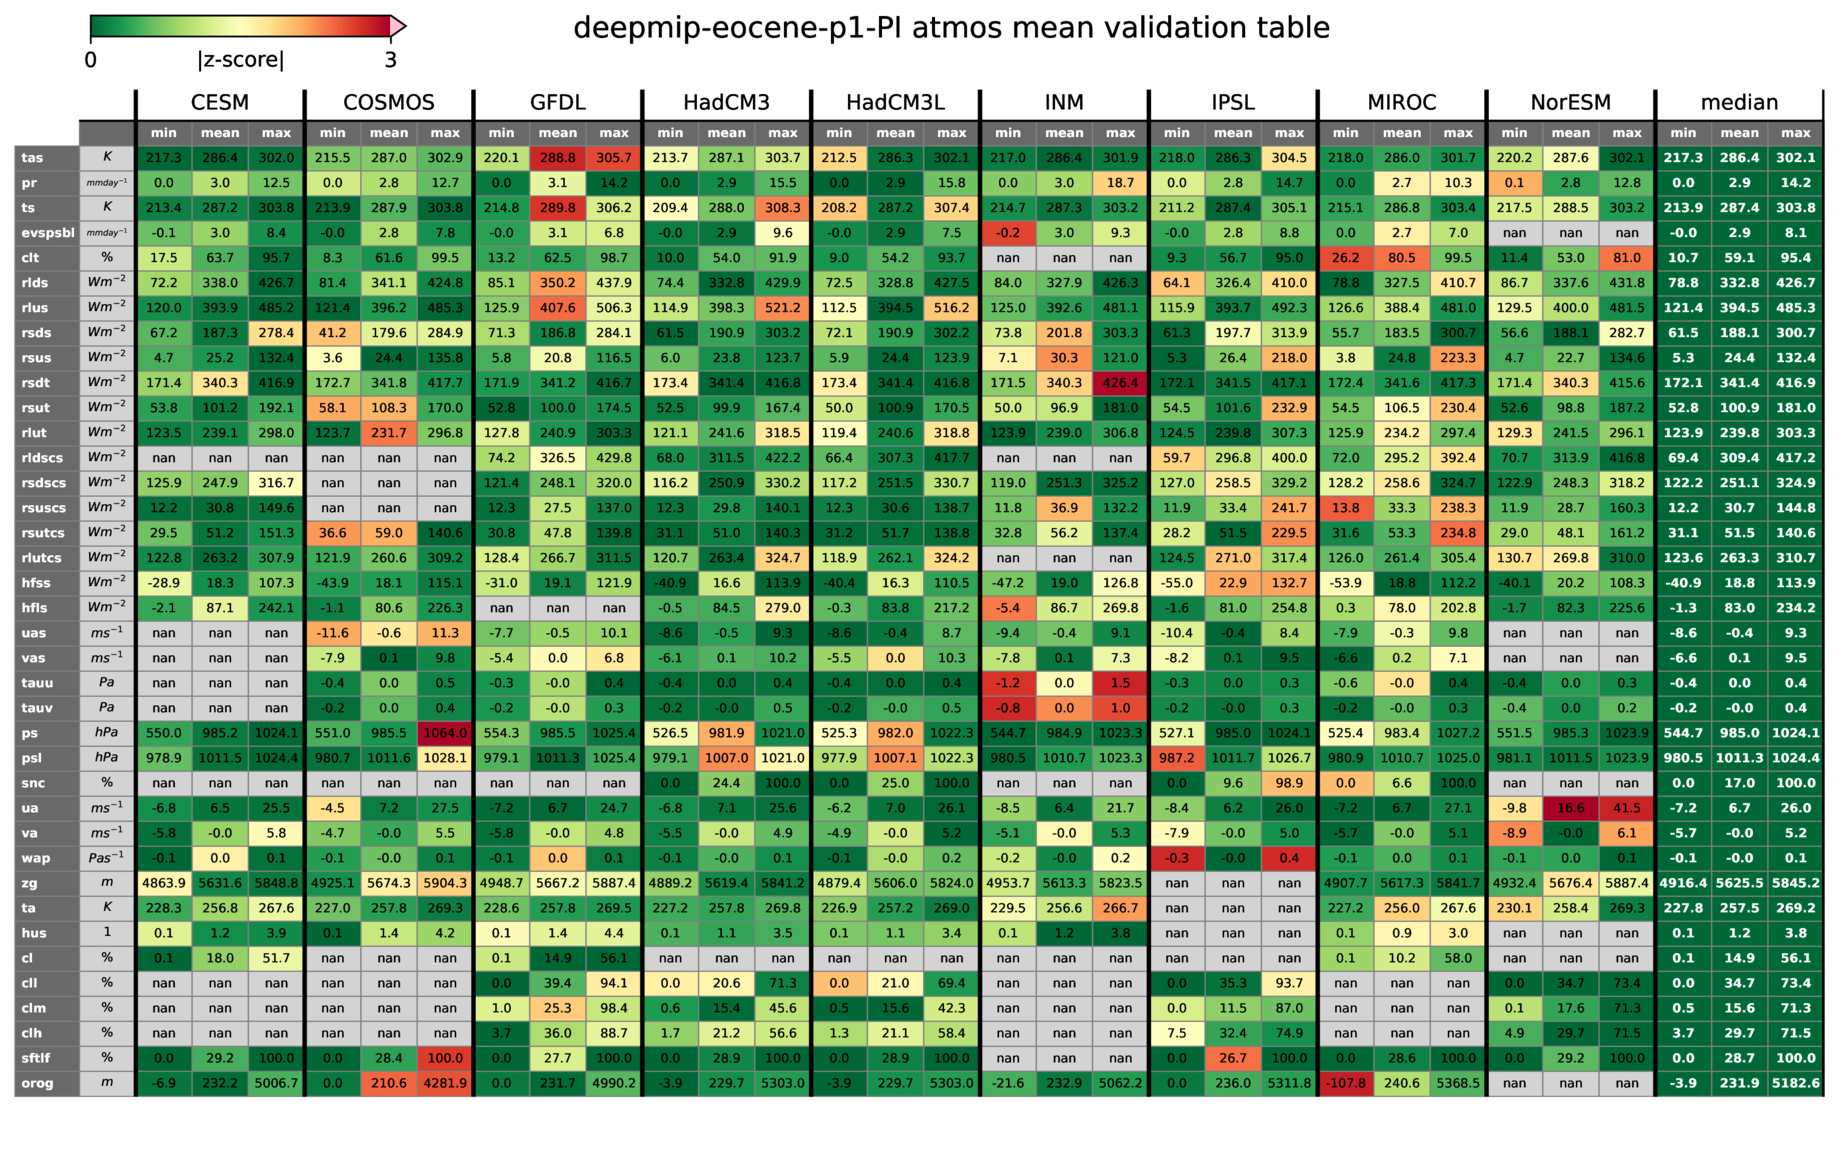 deepmip-eocene-p1-PI atmos mean validation table
0 |z-score| 3
CESM COSMOS GFDL HadCM3 HadCM3L INM IPSL MIROC NorESM median
min mean max min mean max min mean max min mean max min mean max min mean max min mean max min mean max min mean max min mean max
tas K 217.3 286.4 302.0 215.5 287.0 302.9 220.1 288.8 305.7 213.7 287.1 303.7 212.5 286.3 302.1 217.0 286.4 301.9 218.0 286.3 304.5 218.0 286.0 301.7 220.2 287.6 302.1 217.3 286.4 302.1
pr mmday⁻¹ 0.0 3.0 12.5 0.0 2.8 12.7 0.0 3.1 14.2 0.0 2.9 15.5 0.0 2.9 15.8 0.0 3.0 18.7 0.0 2.8 14.7 0.0 2.7 10.3 0.1 2.8 12.8 0.0 2.9 14.2
ts K 213.4 287.2 303.8 213.9 287.9 303.8 214.8 289.8 306.2 209.4 288.0 308.3 208.2 287.2 307.4 214.7 287.3 303.2 211.2 287.4 305.1 215.1 286.8 303.4 217.5 288.5 303.2 213.9 287.4 303.8
evspsbl mmday⁻¹ -0.1 3.0 8.4 -0.0 2.8 7.8 -0.0 3.1 6.8 -0.0 2.9 9.6 -0.0 2.9 7.5 -0.2 3.0 9.3 -0.0 2.8 8.8 0.0 2.7 7.0 nan nan nan -0.0 2.9 8.1
clt % 17.5 63.7 95.7 8.3 61.6 99.5 13.2 62.5 98.7 10.0 54.0 91.9 9.0 54.2 93.7 nan nan nan 9.3 56.7 95.0 26.2 80.5 99.5 11.4 53.0 81.0 10.7 59.1 95.4
rlds Wm⁻² 72.2 338.0 426.7 81.4 341.1 424.8 85.1 350.2 437.9 74.4 332.8 429.9 72.5 328.8 427.5 84.0 327.9 426.3 64.1 326.4 410.0 78.8 327.5 410.7 86.7 337.6 431.8 78.8 332.8 426.7
rlus Wm⁻² 120.0 393.9 485.2 121.4 396.2 485.3 125.9 407.6 506.3 114.9 398.3 521.2 112.5 394.5 516.2 125.0 392.6 481.1 115.9 393.7 492.3 126.6 388.4 481.0 129.5 400.0 481.5 121.4 394.5 485.3
rsds Wm⁻² 67.2 187.3 278.4 41.2 179.6 284.9 71.3 186.8 284.1 61.5 190.9 303.2 72.1 190.9 302.2 73.8 201.8 303.3 61.3 197.7 313.9 55.7 183.5 300.7 56.6 188.1 282.7 61.5 188.1 300.7
rsus Wm⁻² 4.7 25.2 132.4 3.6 24.4 135.8 5.8 20.8 116.5 6.0 23.8 123.7 5.9 24.4 123.9 7.1 30.3 121.0 5.3 26.4 218.0 3.8 24.8 223.3 4.7 22.7 134.6 5.3 24.4 132.4
rsdt Wm⁻² 171.4 340.3 416.9 172.7 341.8 417.7 171.9 341.2 416.7 173.4 341.4 416.8 173.4 341.4 416.8 171.5 340.3 426.4 172.1 341.5 417.1 172.4 341.6 417.3 171.4 340.3 415.6 172.1 341.4 416.9
rsut Wm⁻² 53.8 101.2 192.1 58.1 108.3 170.0 52.8 100.0 174.5 52.5 99.9 167.4 50.0 100.9 170.5 50.0 96.9 181.0 54.5 101.6 232.9 54.5 106.5 230.4 52.6 98.8 187.2 52.8 100.9 181.0
rlut Wm⁻² 123.5 239.1 298.0 123.7 231.7 296.8 127.8 240.9 303.3 121.1 241.6 318.5 119.4 240.6 318.8 123.9 239.0 306.8 124.5 239.8 307.3 125.9 234.2 297.4 129.3 241.5 296.1 123.9 239.8 303.3
rldscs Wm⁻² nan nan nan nan nan nan 74.2 326.5 429.8 68.0 311.5 422.2 66.4 307.3 417.7 nan nan nan 59.7 296.8 400.0 72.0 295.2 392.4 70.7 313.9 416.8 69.4 309.4 417.2
rsdscs Wm⁻² 125.9 247.9 316.7 nan nan nan 121.4 248.1 320.0 116.2 250.9 330.2 117.2 251.5 330.7 119.0 251.3 325.2 127.0 258.5 329.2 128.2 258.6 324.7 122.9 248.3 318.2 122.2 251.1 324.9
rsuscs Wm⁻² 12.2 30.8 149.6 nan nan nan 12.3 27.5 137.0 12.3 29.8 140.1 12.3 30.6 138.7 11.8 36.9 132.2 11.9 33.4 241.7 13.8 33.3 238.3 11.9 28.7 160.3 12.2 30.7 144.8
rsutcs Wm⁻² 29.5 51.2 151.3 36.6 59.0 140.6 30.8 47.8 139.8 31.1 51.0 140.3 31.2 51.7 138.8 32.8 56.2 137.4 28.2 51.5 229.5 31.6 53.3 234.8 29.0 48.1 161.2 31.1 51.5 140.6
rlutcs Wm⁻² 122.8 263.2 307.9 121.9 260.6 309.2 128.4 266.7 311.5 120.7 263.4 324.7 118.9 262.1 324.2 nan nan nan 124.5 271.0 317.4 126.0 261.4 305.4 130.7 269.8 310.0 123.6 263.3 310.7
hfss Wm⁻² -28.9 18.3 107.3 -43.9 18.1 115.1 -31.0 19.1 121.9 -40.9 16.6 113.9 -40.4 16.3 110.5 -47.2 19.0 126.8 -55.0 22.9 132.7 -53.9 18.8 112.2 -40.1 20.2 108.3 -40.9 18.8 113.9
hfls Wm⁻² -2.1 87.1 242.1 -1.1 80.6 226.3 nan nan nan -0.5 84.5 279.0 -0.3 83.8 217.2 -5.4 86.7 269.8 -1.6 81.0 254.8 0.3 78.0 202.8 -1.7 82.3 225.6 -1.3 83.0 234.2
uas ms⁻¹ nan nan nan -11.6 -0.6 11.3 -7.7 -0.5 10.1 -8.6 -0.5 9.3 -8.6 -0.4 8.7 -9.4 -0.4 9.1 -10.4 -0.4 8.4 -7.9 -0.3 9.8 nan nan nan -8.6 -0.4 9.3
vas ms⁻¹ nan nan nan -7.9 0.1 9.8 -5.4 0.0 6.8 -6.1 0.1 10.2 -5.5 0.0 10.3 -7.8 0.1 7.3 -8.2 0.1 9.5 -6.6 0.2 7.1 nan nan nan -6.6 0.1 9.5
tauu Pa nan nan nan -0.4 0.0 0.5 -0.3 -0.0 0.4 -0.4 0.0 0.4 -0.4 0.0 0.4 -1.2 0.0 1.5 -0.3 0.0 0.3 -0.6 -0.0 0.4 -0.4 0.0 0.3 -0.4 0.0 0.4
tauv Pa nan nan nan -0.2 0.0 0.4 -0.2 -0.0 0.3 -0.2 -0.0 0.5 -0.2 -0.0 0.5 -0.8 0.0 1.0 -0.2 -0.0 0.3 -0.2 -0.0 0.3 -0.4 0.0 0.2 -0.2 -0.0 0.4
ps hPa 550.0 985.2 1024.1 551.0 985.5 1064.0 554.3 985.5 1025.4 526.5 981.9 1021.0 525.3 982.0 1022.3 544.7 984.9 1023.3 527.1 985.0 1024.1 525.4 983.4 1027.2 551.5 985.3 1023.9 544.7 985.0 1024.1
psl hPa 978.9 1011.5 1024.4 980.7 1011.6 1028.1 979.1 1011.3 1025.4 979.1 1007.0 1021.0 977.9 1007.1 1022.3 980.5 1010.7 1023.3 987.2 1011.7 1026.7 980.9 1010.7 1025.0 981.1 1011.5 1023.9 980.5 1011.3 1024.4
snc % nan nan nan nan nan nan nan nan nan 0.0 24.4 100.0 0.0 25.0 100.0 nan nan nan 0.0 9.6 98.9 0.0 6.6 100.0 nan nan nan 0.0 17.0 100.0
ua ms⁻¹ -6.8 6.5 25.5 -4.5 7.2 27.5 -7.2 6.7 24.7 -6.8 7.1 25.6 -6.2 7.0 26.1 -8.5 6.4 21.7 -8.4 6.2 26.0 -7.2 6.7 27.1 -9.8 16.6 41.5 -7.2 6.7 26.0
va ms⁻¹ -5.8 -0.0 5.8 -4.7 -0.0 5.5 -5.8 -0.0 4.8 -5.5 -0.0 4.9 -4.9 -0.0 5.2 -5.1 -0.0 5.3 -7.9 -0.0 5.0 -5.7 -0.0 5.1 -8.9 -0.0 6.1 -5.7 -0.0 5.2
wap Pas⁻¹ -0.1 0.0 0.1 -0.1 -0.0 0.1 -0.1 0.0 0.1 -0.1 -0.0 0.1 -0.1 -0.0 0.2 -0.2 -0.0 0.2 -0.3 -0.0 0.4 -0.1 0.0 0.1 -0.1 0.0 0.1 -0.1 -0.0 0.1
zg m 4863.9 5631.6 5848.8 4925.1 5674.3 5904.3 4948.7 5667.2 5887.4 4889.2 5619.4 5841.2 4879.4 5606.0 5824.0 4953.7 5613.3 5823.5 nan nan nan 4907.7 5617.3 5841.7 4932.4 5676.4 5887.4 4916.4 5625.5 5845.2
ta K 228.3 256.8 267.6 227.0 257.8 269.3 228.6 257.8 269.5 227.2 257.8 269.8 226.9 257.2 269.0 229.5 256.6 266.7 nan nan nan 227.2 256.0 267.6 230.1 258.4 269.3 227.8 257.5 269.2
hus 1 0.1 1.2 3.9 0.1 1.4 4.2 0.1 1.4 4.4 0.1 1.1 3.5 0.1 1.1 3.4 0.1 1.2 3.8 nan nan nan 0.1 0.9 3.0 nan nan nan 0.1 1.2 3.8
cl % 0.1 18.0 51.7 nan nan nan 0.1 14.9 56.1 nan nan nan nan nan nan nan nan nan nan nan nan 0.1 10.2 58.0 nan nan nan 0.1 14.9 56.1
cll % nan nan nan nan nan nan 0.0 39.4 94.1 0.0 20.6 71.3 0.0 21.0 69.4 nan nan nan 0.0 35.3 93.7 nan nan nan 0.0 34.7 73.4 0.0 34.7 73.4
clm % nan nan nan nan nan nan 1.0 25.3 98.4 0.6 15.4 45.6 0.5 15.6 42.3 nan nan nan 0.0 11.5 87.0 nan nan nan 0.1 17.6 71.3 0.5 15.6 71.3
clh % nan nan nan nan nan nan 3.7 36.0 88.7 1.7 21.2 56.6 1.3 21.1 58.4 nan nan nan 7.5 32.4 74.9 nan nan nan 4.9 29.7 71.5 3.7 29.7 71.5
sftlf % 0.0 29.2 100.0 0.0 28.4 100.0 0.0 27.7 100.0 0.0 28.9 100.0 0.0 28.9 100.0 nan nan nan 0.0 26.7 100.0 0.0 28.6 100.0 0.0 29.2 100.0 0.0 28.7 100.0
orog m -6.9 232.2 5006.7 0.0 210.6 4281.9 0.0 231.7 4990.2 -3.9 229.7 5303.0 -3.9 229.7 5303.0 -21.6 232.9 5062.2 0.0 236.0 5311.8 -107.8 240.6 5368.5 nan nan nan -3.9 231.9 5182.6